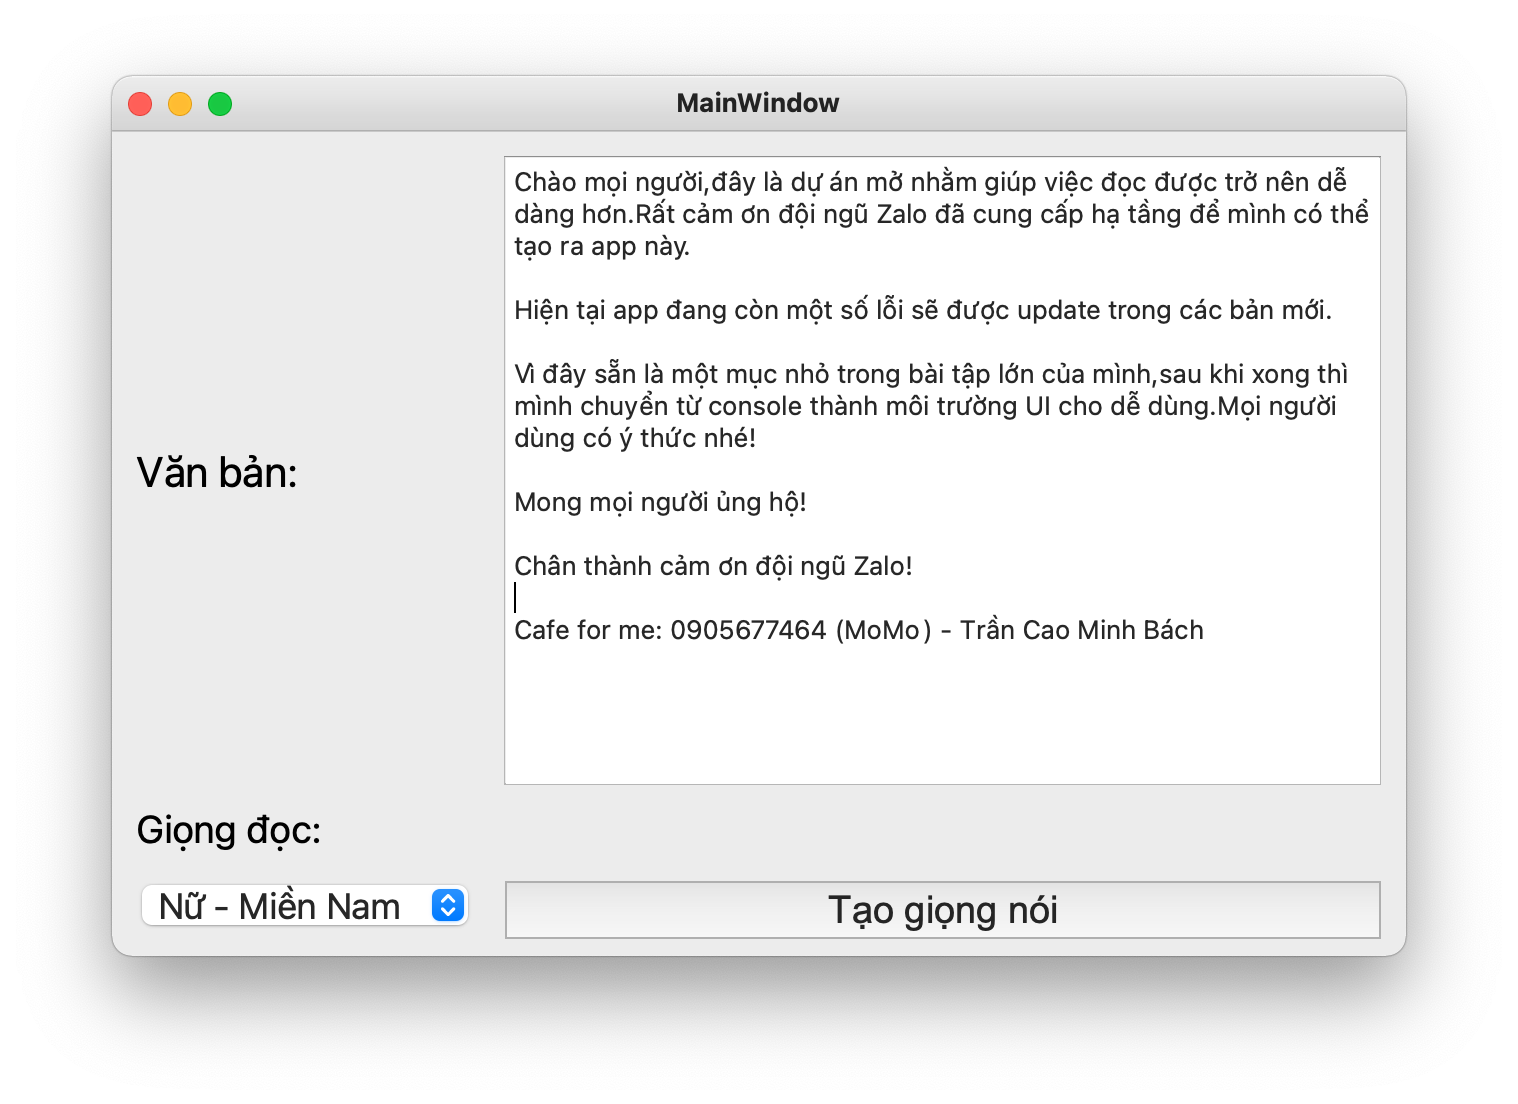 MainWindow
Chào mọi người,đây là dự án mở nhằm giúp việc đọc được trở nên dễ
dàng hơn.Rất cảm ơn đội ngũ Zalo đã cung cấp hạ tầng để mình có thể
tạo ra app này.
Hiện tại app đang còn một số lỗi sẽ được update trong các bản mới.
Vì đây sẵn là một mục nhỏ trong bài tập lớn của mình,sau khi xong thì
mình chuyển từ console thành môi trường UI cho dễ dùng.Mọi người
dùng có ý thức nhé!
Văn bản:
Mong mọi người ủng hộ!
Chân thành cảm ơn đội ngũ Zalo!
Cafe for me: 0905677464 (MoMo) - Trần Cao Minh Bách
Giọng đọc:
Nữ - Miền Nam
Tạo giọng nói